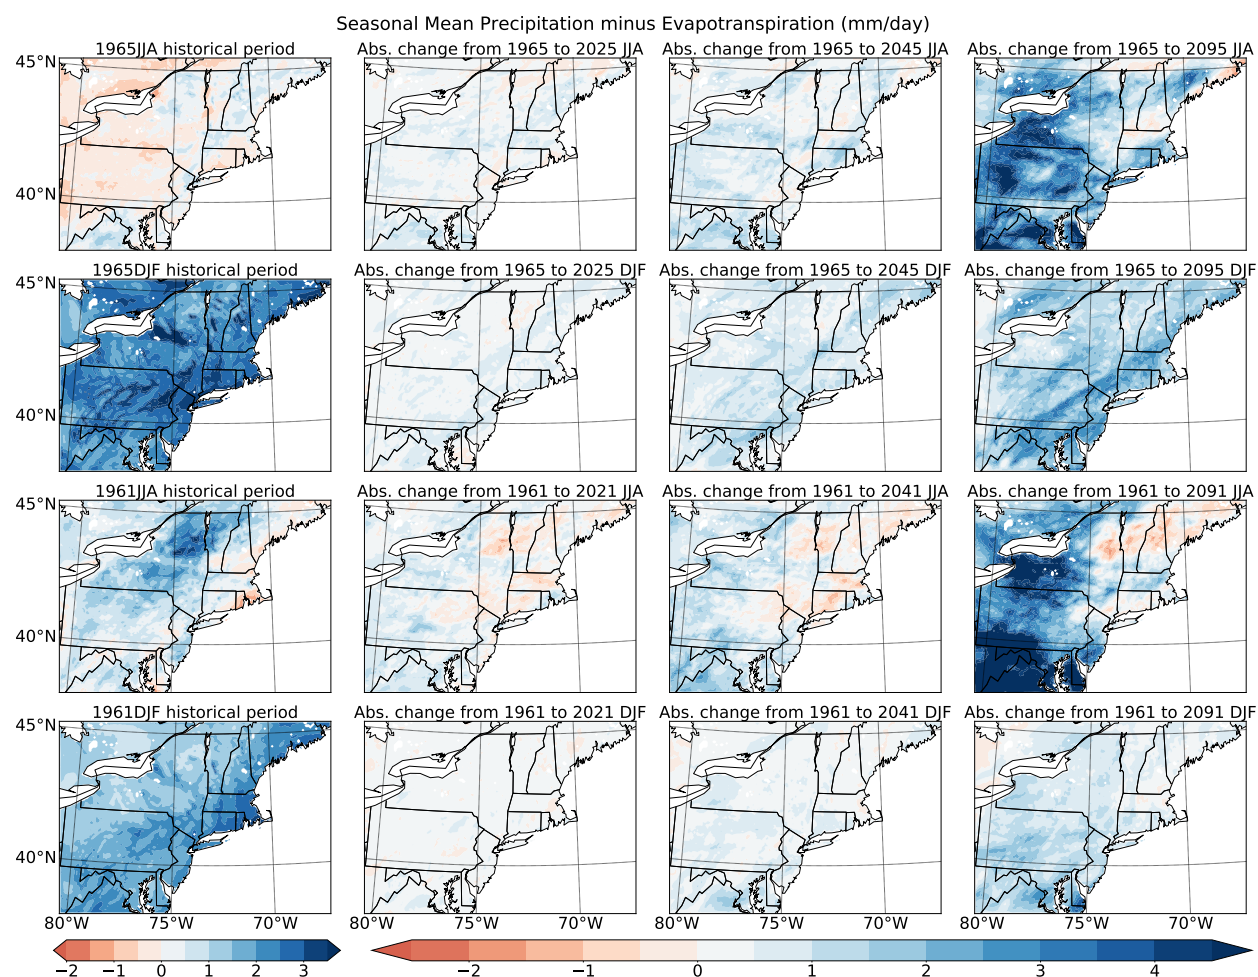 Seasonal Mean Precipitation minus Evapotranspiration (mm/day)
1965JJA historical period
Abs. change from 1965 to 2025 JJA
Abs. change from 1965 to 2045 JJA
Abs. change from 1965 to 2095 JJA
45°N
40°N
1965DJF historical period
Abs. change from 1965 to 2025 DJF
Abs. change from 1965 to 2045 DJF
Abs. change from 1965 to 2095 DJF
45°N
40°N
1961JJA historical period
Abs. change from 1961 to 2021 JJA
Abs. change from 1961 to 2041 JJA
Abs. change from 1961 to 2091 JJA
45°N
40°N
1961DJF historical period
Abs. change from 1961 to 2021 DJF
Abs. change from 1961 to 2041 DJF
Abs. change from 1961 to 2091 DJF
45°N
40°N
80°W 75°W 70°W 80°W 75°W 70°W 80°W 75°W 70°W 80°W 75°W 70°W
−2 −1 0 1 2 3
−2 −1 0 1 2 3 4